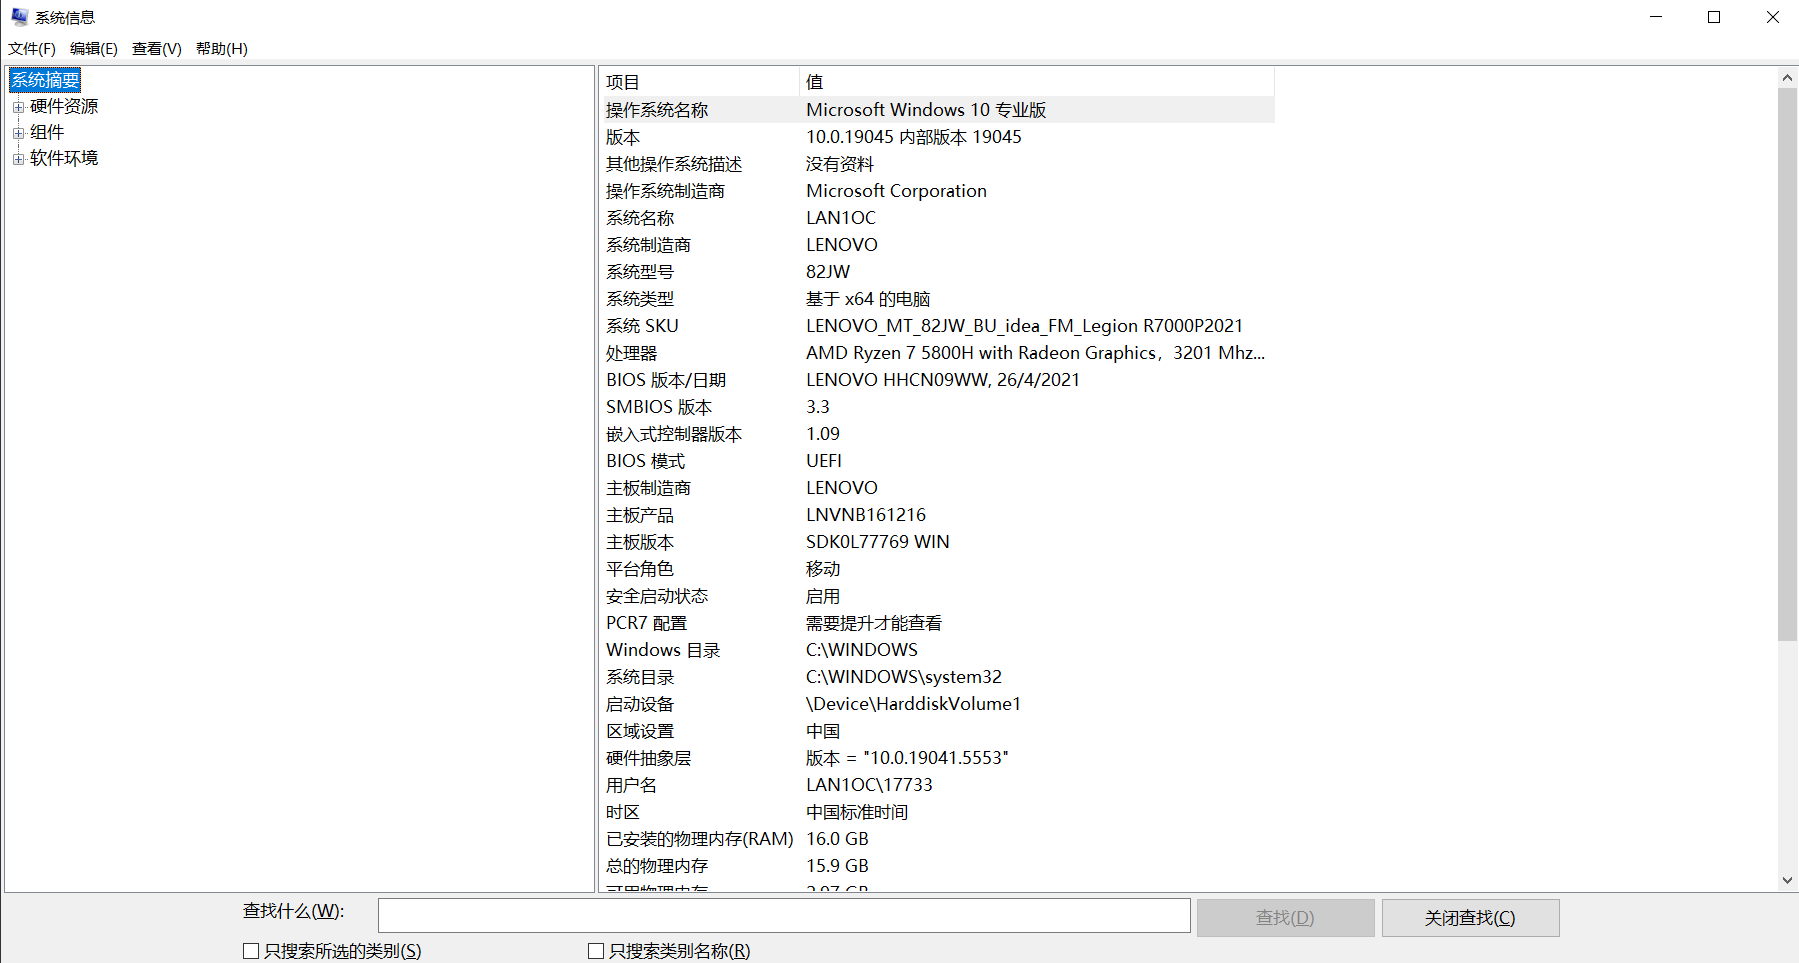 系统信息
文件(F) 编辑(E) 查看(V) 帮助(H)
系统摘要
硬件资源
组件
软件环境
项目 值
操作系统名称 Microsoft Windows 10 专业版
版本 10.0.19045 内部版本 19045
其他操作系统描述 没有资料
操作系统制造商 Microsoft Corporation
系统名称 LAN1OC
系统制造商 LENOVO
系统型号 82JW
系统类型 基于 x64 的电脑
系统 SKU LENOVO_MT_82JW_BU_idea_FM_Legion R7000P2021
处理器 AMD Ryzen 7 5800H with Radeon Graphics，3201 Mhz...
BIOS 版本/日期 LENOVO HHCN09WW, 26/4/2021
SMBIOS 版本 3.3
嵌入式控制器版本 1.09
BIOS 模式 UEFI
主板制造商 LENOVO
主板产品 LNVNB161216
主板版本 SDK0L77769 WIN
平台角色 移动
安全启动状态 启用
PCR7 配置 需要提升才能查看
Windows 目录 C:\WINDOWS
系统目录 C:\WINDOWS\system32
启动设备 \Device\HarddiskVolume1
区域设置 中国
硬件抽象层 版本 = "10.0.19041.5553"
用户名 LAN1OC\17733
时区 中国标准时间
已安装的物理内存(RAM) 16.0 GB
总的物理内存 15.9 GB
可用物理内存 2.97 GB
查找什么(W): 查找(D) 关闭查找(C)
只搜索所选的类别(S) 只搜索类别名称(R)